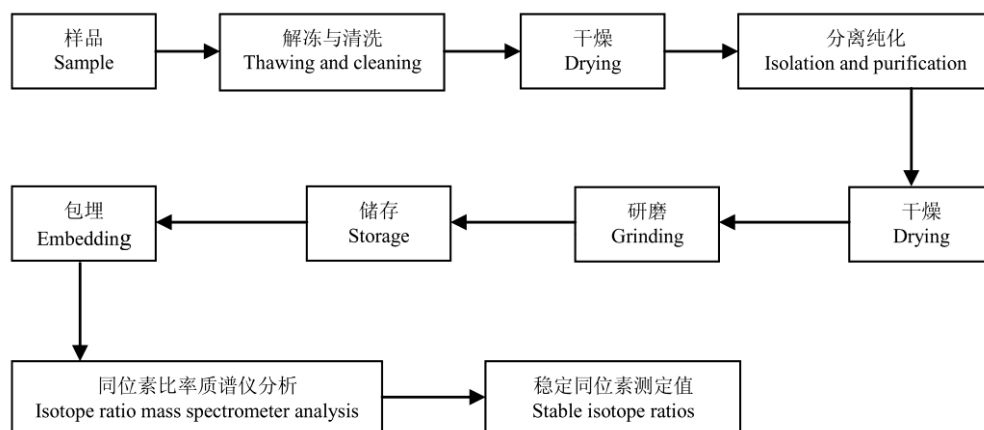 样品
Sample
解冻与清洗
Thawing and cleaning
干燥
Drying
分离纯化
Isolation and purification
干燥
Drying
研磨
Grinding
储存
Storage
包埋
Embedding
同位素比率质谱仪分析
Isotope ratio mass spectrometer analysis
稳定同位素测定值
Stable isotope ratios